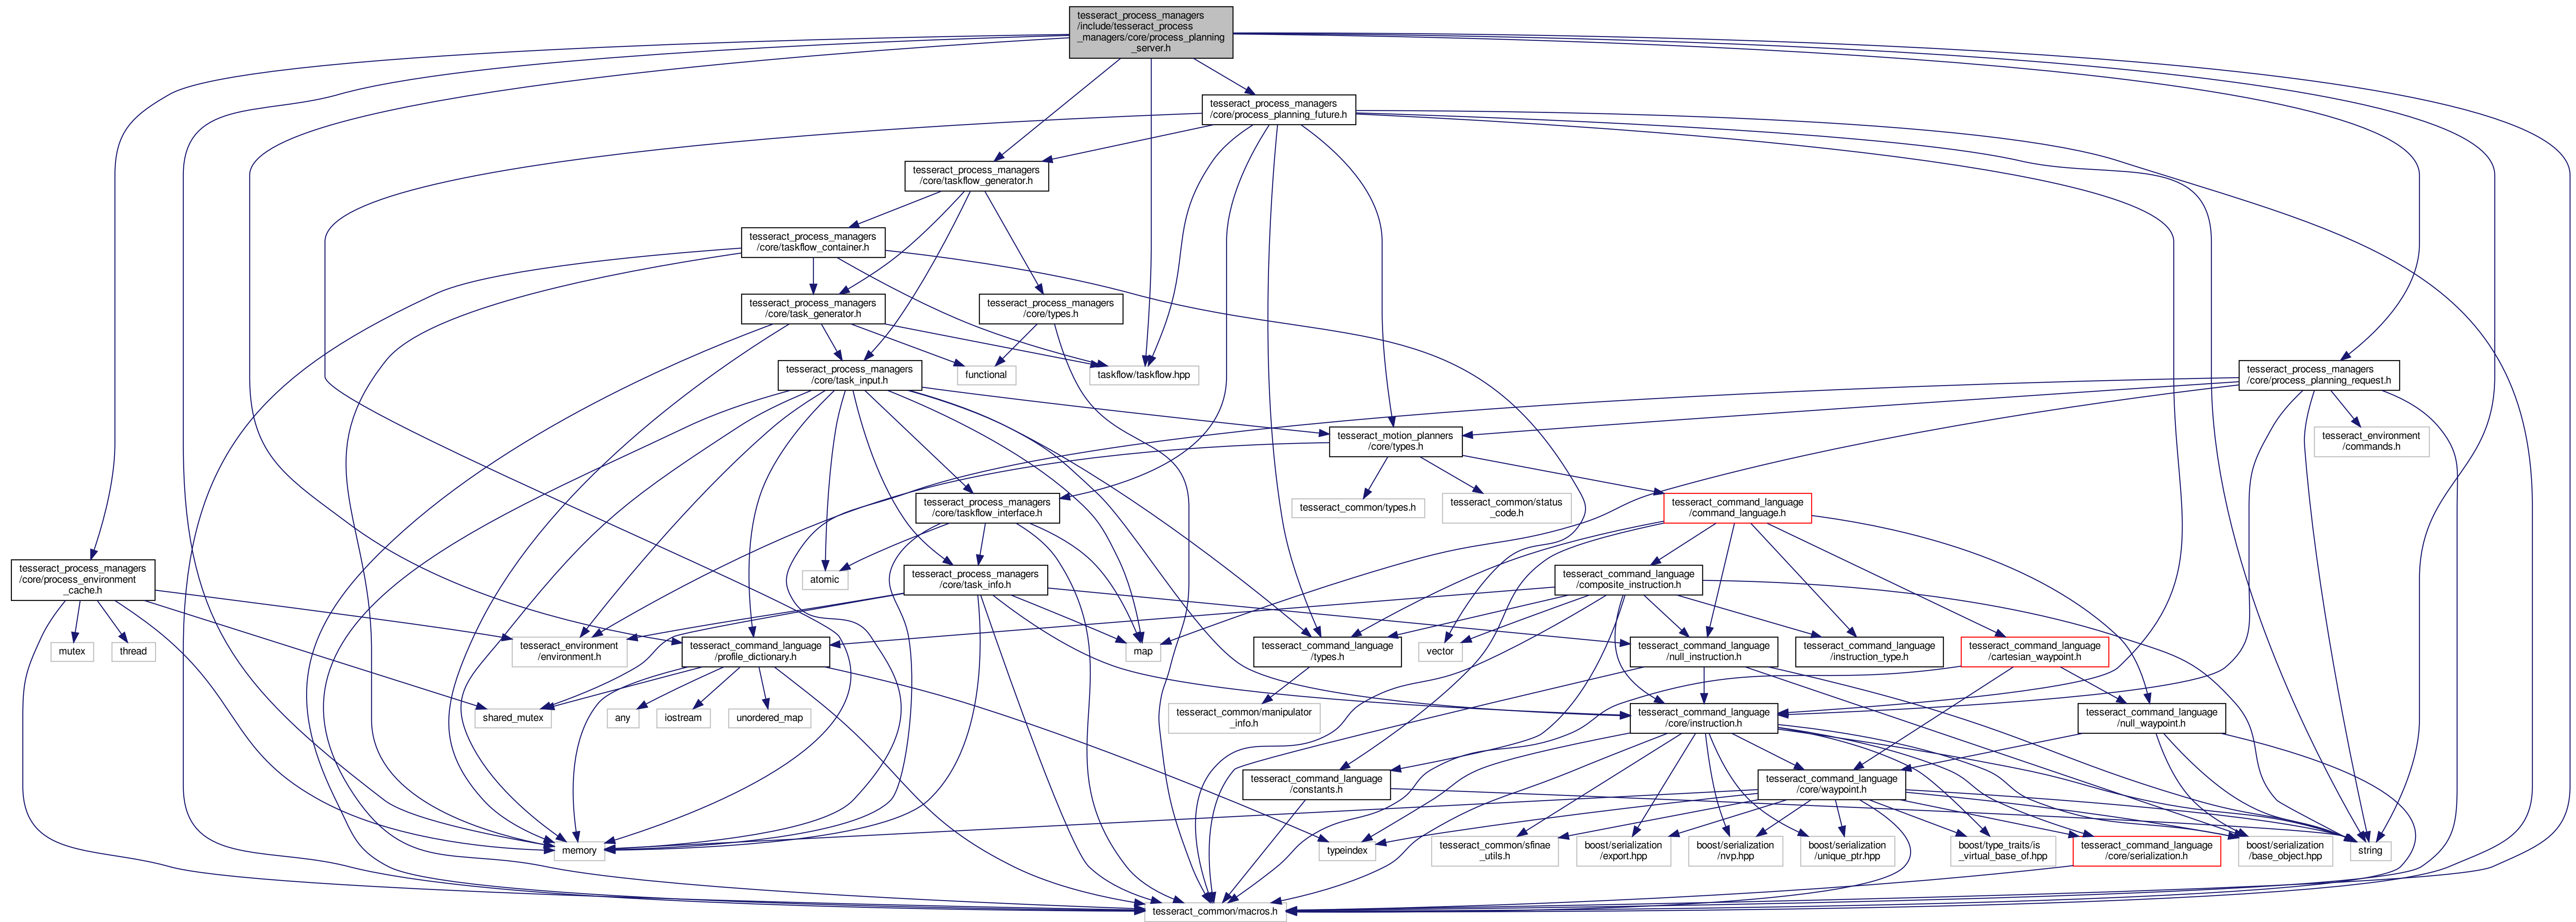 tesseract_process_managers
/include/tesseract_process
_managers/core/process_planning
_server.h
tesseract_process_managers
/core/process_planning_future.h
tesseract_process_managers
/core/taskflow_generator.h
tesseract_process_managers
/core/taskflow_container.h
tesseract_process_managers
/core/task_generator.h
tesseract_process_managers
/core/types.h
tesseract_process_managers
/core/task_input.h
functional
taskflow/taskflow.hpp
tesseract_process_managers
/core/process_planning_request.h
tesseract_motion_planners
/core/types.h
tesseract_environment
/commands.h
tesseract_process_managers
/core/taskflow_interface.h
tesseract_common/types.h
tesseract_common/status
_code.h
tesseract_command_language
/command_language.h
tesseract_process_managers
/core/process_environment
_cache.h
atomic
tesseract_process_managers
/core/task_info.h
tesseract_command_language
/composite_instruction.h
mutex
thread
tesseract_environment
/environment.h
tesseract_command_language
/profile_dictionary.h
map
tesseract_command_language
/types.h
vector
tesseract_command_language
/null_instruction.h
tesseract_command_language
/instruction_type.h
tesseract_command_language
/cartesian_waypoint.h
shared_mutex
any
iostream
unordered_map
tesseract_common/manipulator
_info.h
tesseract_command_language
/core/instruction.h
tesseract_command_language
/null_waypoint.h
tesseract_command_language
/constants.h
tesseract_command_language
/core/waypoint.h
memory
typeindex
tesseract_common/sfinae
_utils.h
boost/serialization
/export.hpp
boost/serialization
/nvp.hpp
boost/serialization
/unique_ptr.hpp
boost/type_traits/is
_virtual_base_of.hpp
tesseract_command_language
/core/serialization.h
boost/serialization
/base_object.hpp
string
tesseract_common/macros.h